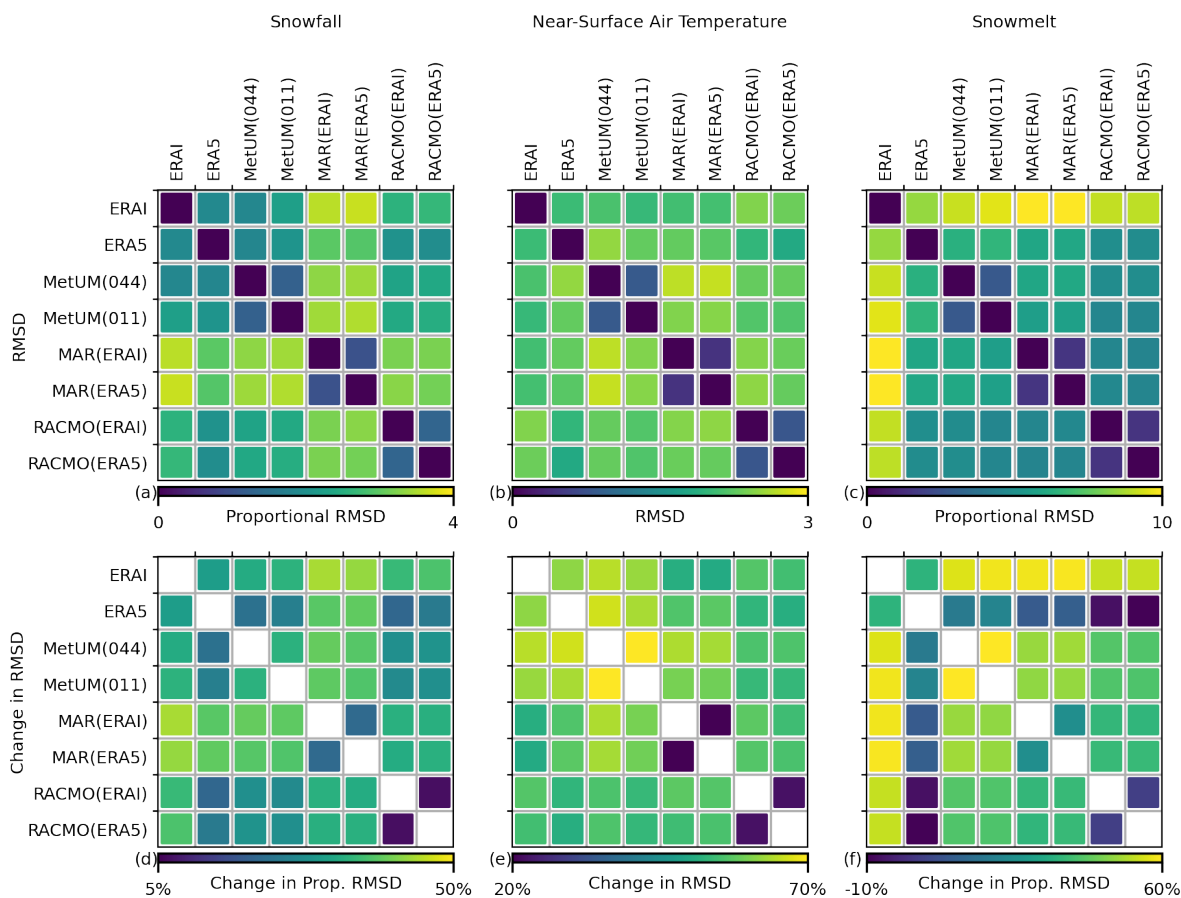 Snowfall Near-Surface Air Temperature Snowmelt
ERAI ERA5 MetUM(044) MetUM(011) MAR(ERAI) MAR(ERA5) RACMO(ERAI) RACMO(ERA5) ERAI ERA5 MetUM(044) MetUM(011) MAR(ERAI) MAR(ERA5) RACMO(ERAI) RACMO(ERA5) ERAI ERA5 MetUM(044) MetUM(011) MAR(ERAI) MAR(ERA5) RACMO(ERAI) RACMO(ERA5)
RMSD
ERAI
ERA5
MetUM(044)
MetUM(011)
MAR(ERAI)
MAR(ERA5)
RACMO(ERAI)
RACMO(ERA5)
(a) (b) (c)
0 Proportional RMSD 4 0 RMSD 3 0 Proportional RMSD 10
Change in RMSD
ERAI
ERA5
MetUM(044)
MetUM(011)
MAR(ERAI)
MAR(ERA5)
RACMO(ERAI)
RACMO(ERA5)
(d) (e) (f)
5% Change in Prop. RMSD 50% 20% Change in RMSD 70% -10% Change in Prop. RMSD 60%